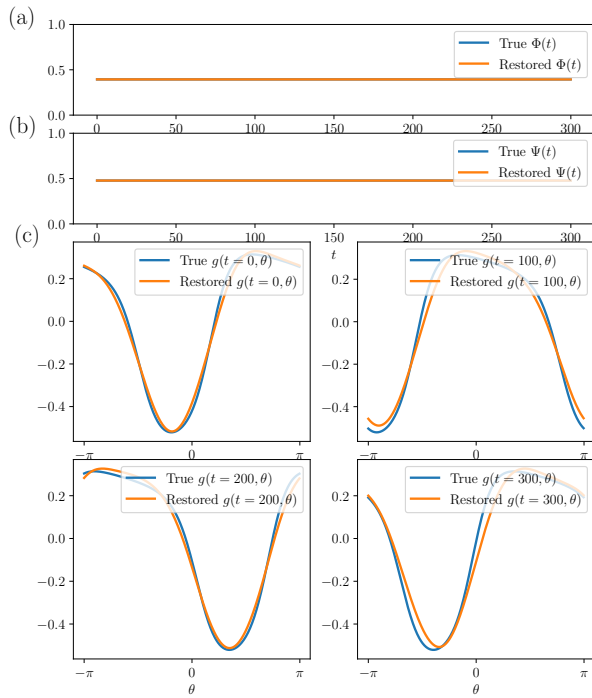 (a)
1.0
0.5
0.0
True Φ(t)
Restored Φ(t)
0 50 100 150 200 250 300
(b)
1.0
0.5
0.0
True Ψ(t)
Restored Ψ(t)
0 50 100 150 200 250 300
t
(c)
0.2
0.0
−0.2
−0.4
True g(t = 0, θ)
Restored g(t = 0, θ)
−π 0 π
0.2
0.0
−0.2
−0.4
True g(t = 100, θ)
Restored g(t = 100, θ)
−π 0 π
0.2
0.0
−0.2
−0.4
True g(t = 200, θ)
Restored g(t = 200, θ)
−π 0 π
θ
0.2
0.0
−0.2
−0.4
True g(t = 300, θ)
Restored g(t = 300, θ)
−π 0 π
θ